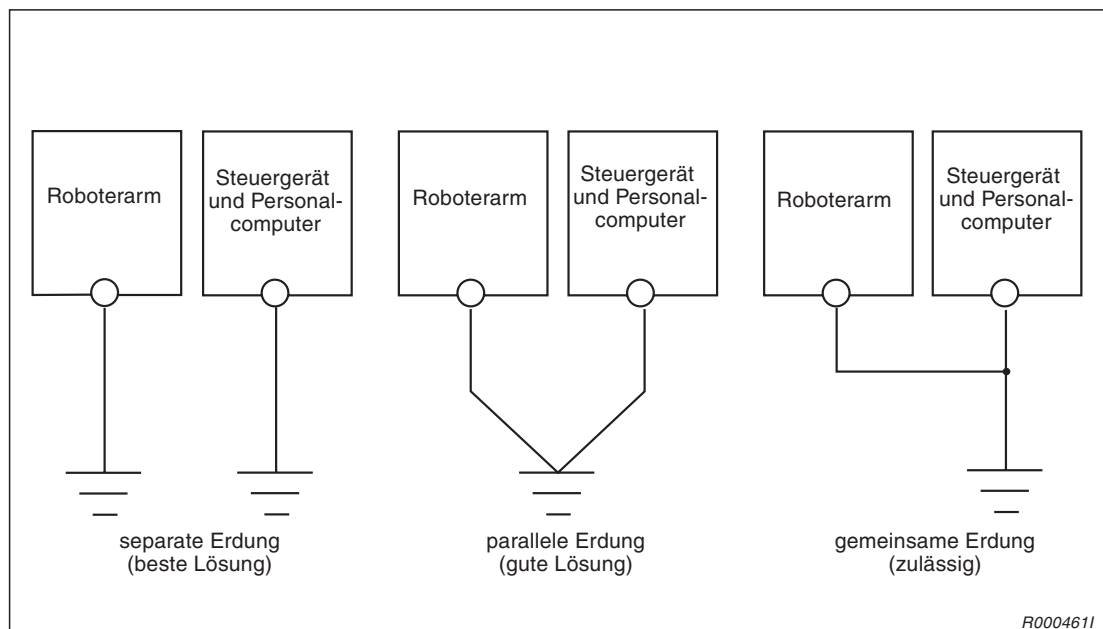 Roboterarm
Steuergerät
und Personal-
computer
Roboterarm
Steuergerät
und Personal-
computer
Roboterarm
Steuergerät
und Personal-
computer
separate Erdung
(beste Lösung)
parallele Erdung
(gute Lösung)
gemeinsame Erdung
(zulässig)
R000461I